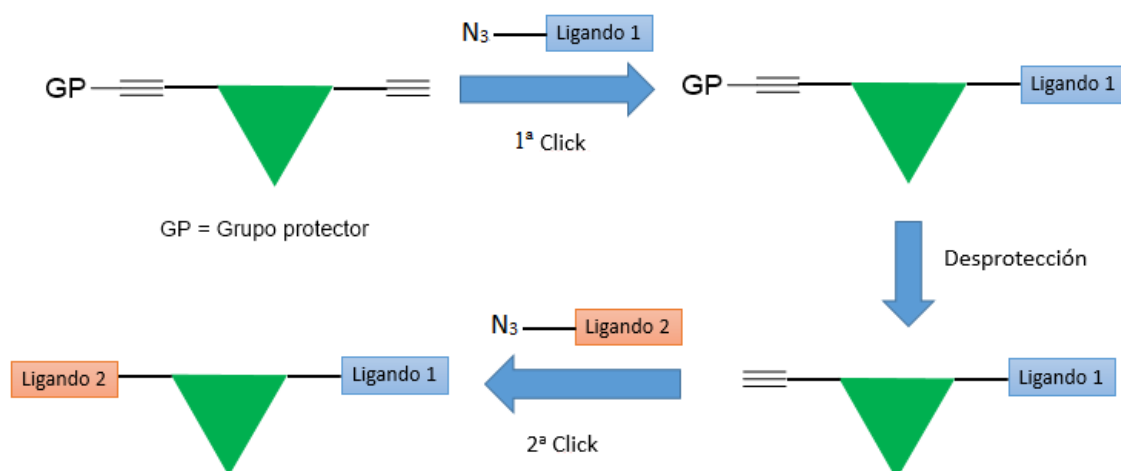 N3 Ligando 1
GP
1ª Click
GP Ligando 1
GP = Grupo protector
Desprotección
N3 Ligando 2
Ligando 2 Ligando 1
2ª Click
Ligando 1